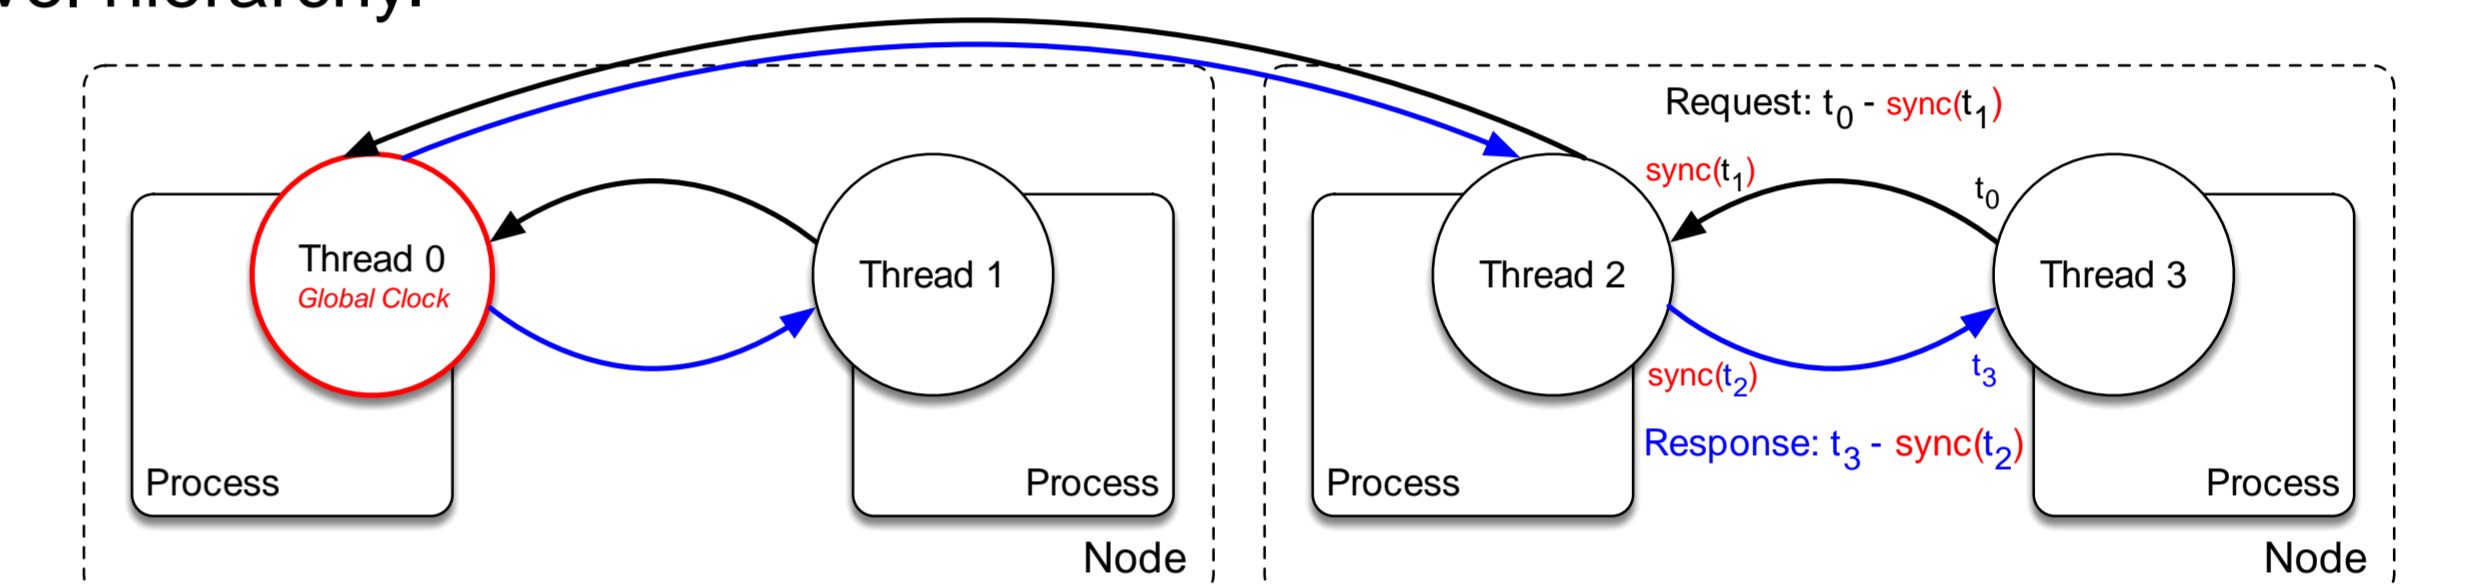 hierarchy.
Request: t0 - sync(t1)
sync(t1)
t0
Thread 0
Global Clock
Thread 1
Thread 2
Thread 3
sync(t2)
t3
Response: t3 - sync(t2)
Process
Process
Process
Process
Node
Node